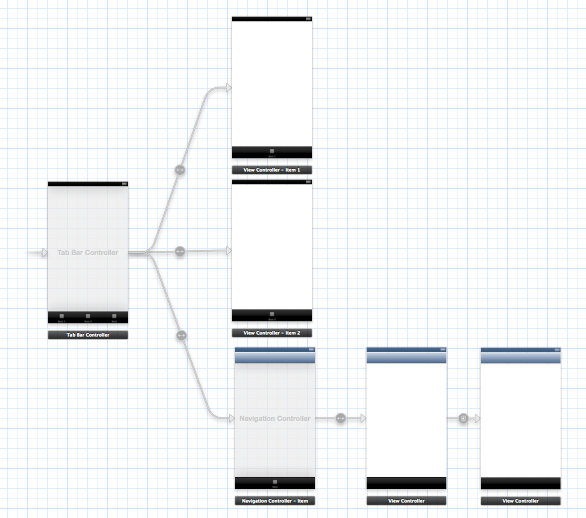 View Controller - Item 1
Tab Bar Controller
Tab Bar Controller
View Controller - Item 2
Navigation Controller
Navigation Controller - Item
View Controller
View Controller